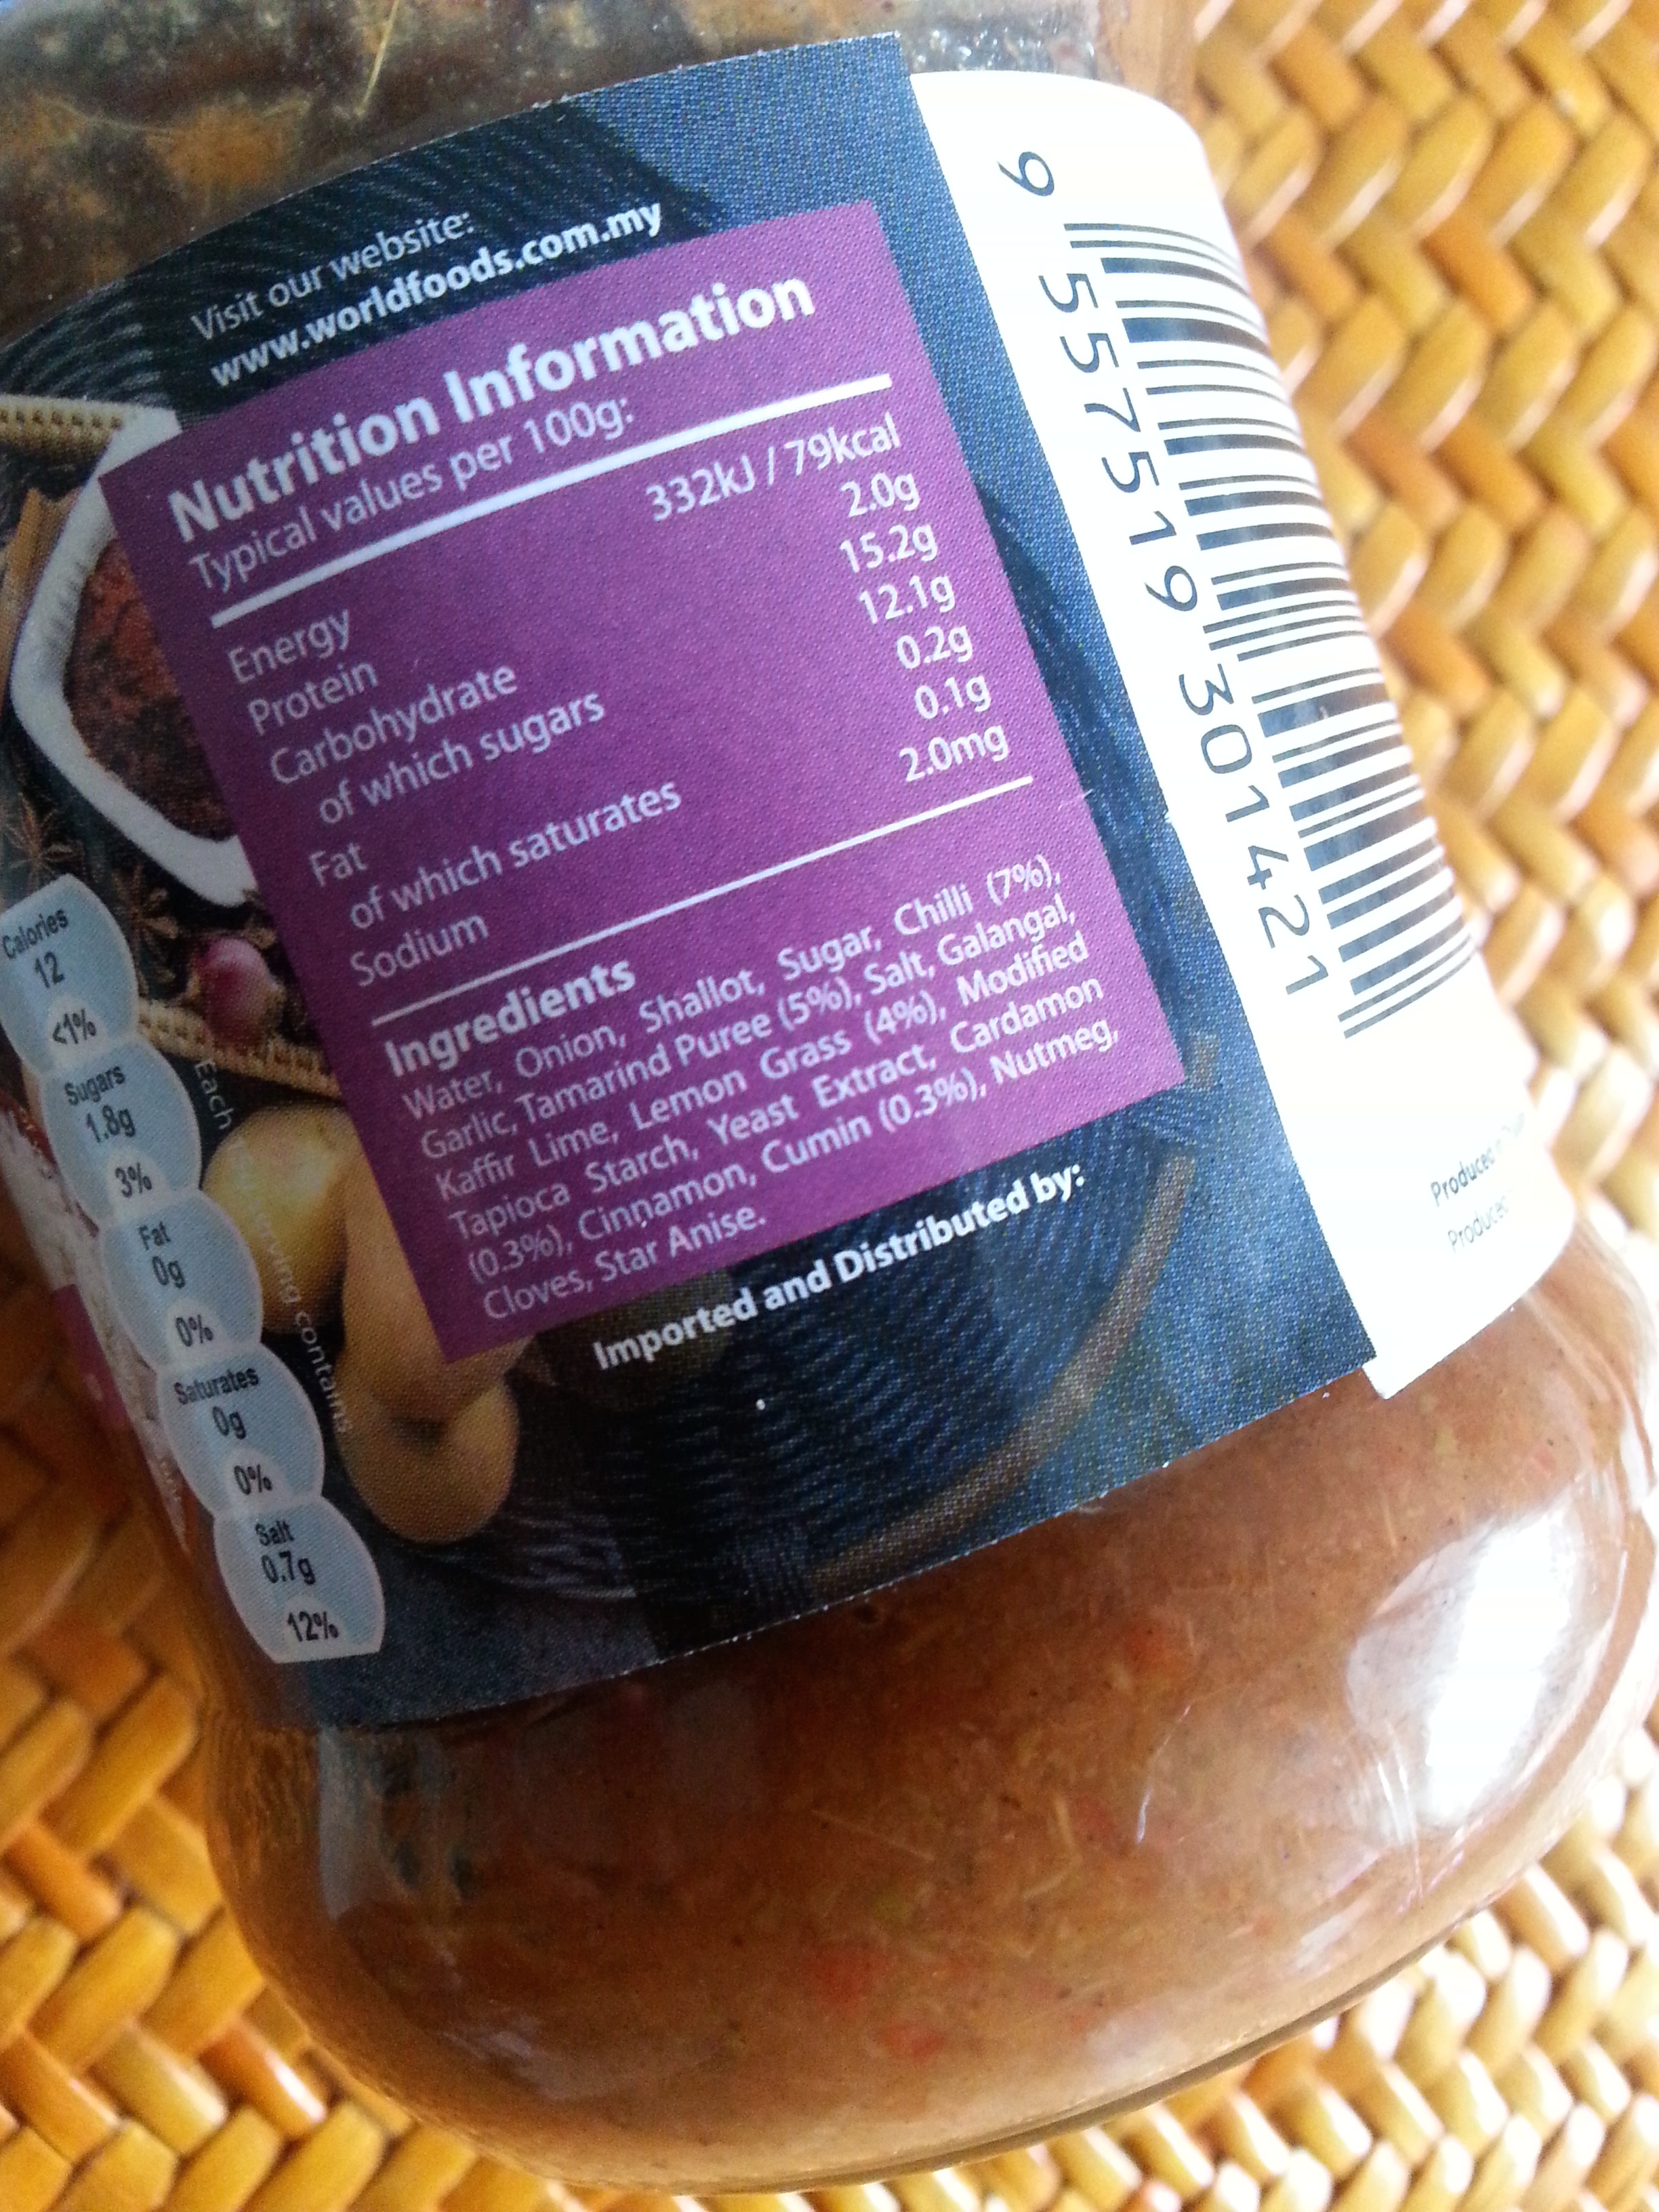 Visit our website:
www.worldfoods.com.my
Nutrition Information
Typical values per 100g:
Energy 332kJ / 79kcal
Protein 2.0g
Carbohydrate 15.2g
of which sugars 12.1g
Fat 0.2g
of which saturates 0.1g
Sodium 2.0mg
Ingredients
Water, Onion, Shallot, Sugar, Chilli (7%),
Garlic, Tamarind Puree (5%), Salt, Galangal,
Kaffir Lime, Lemon Grass (4%), Modified
Tapioca Starch, Yeast Extract, Cardamon
(0.3%), Cinnamon, Cumin (0.3%), Nutmeg,
Cloves, Star Anise.
Imported and Distributed by:
Calories
12
<1%
Sugars
1.8g
3%
Fat
0g
0%
Saturates
0g
0%
Salt
0.7g
12%
Each serving contains
9 557519 301421
Produced
Produced